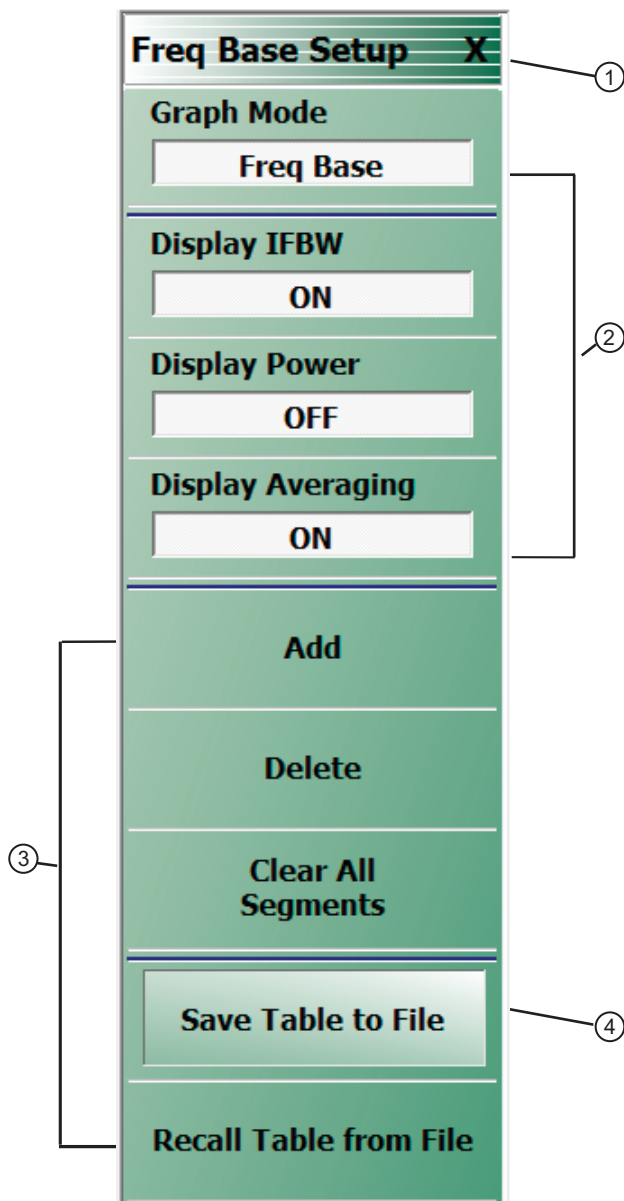 Freq Base Setup X
1
Graph Mode
Freq Base
Display IFBW
ON
2
Display Power
OFF
Display Averaging
ON
Add
Delete
3
Clear All
Segments
Save Table to File
4
Recall Table from File